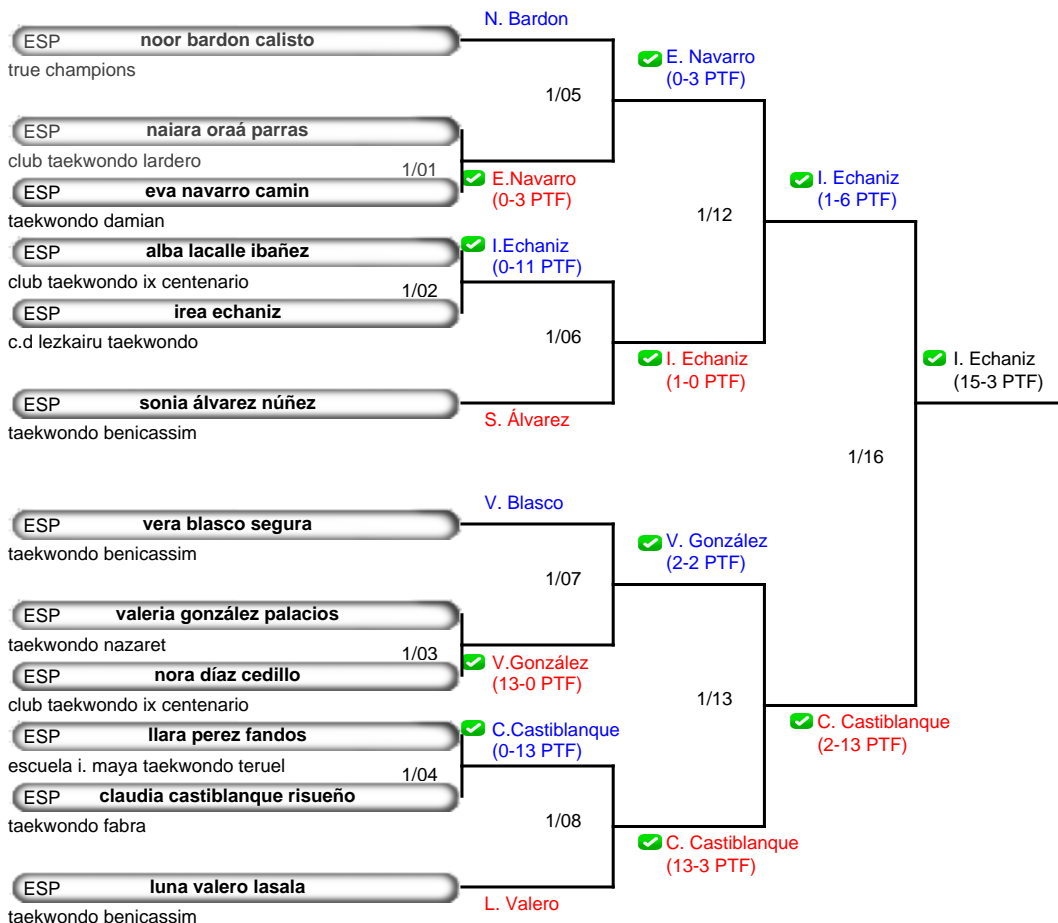 N. Bardon
ESP noor bardon calisto
true champions
E. Navarro
(0-3 PTF)
1/05
ESP naiara oraá parras
club taekwondo lardero
1/01
E.Navarro
(0-3 PTF)
ESP eva navarro camin
taekwondo damian
I. Echaniz
(1-6 PTF)
1/12
ESP alba lacalle ibañez
club taekwondo ix centenario
I.Echaniz
(0-11 PTF)
1/02
ESP irea echaniz
c.d lezkairu taekwondo
1/06
I. Echaniz
(1-0 PTF)
I. Echaniz
(15-3 PTF)
ESP sonia álvarez núñez
taekwondo benicassim
S. Álvarez
1/16
V. Blasco
ESP vera blasco segura
taekwondo benicassim
V. González
(2-2 PTF)
1/07
ESP valeria gonzález palacios
taekwondo nazaret
1/03
V.González
(13-0 PTF)
ESP nora díaz cedillo
club taekwondo ix centenario
1/13
C. Castiblanque
(2-13 PTF)
ESP llara perez fandos
escuela i. maya taekwondo teruel
C.Castiblanque
(0-13 PTF)
1/04
ESP claudia castiblanque risueño
taekwondo fabra
1/08
C. Castiblanque
(13-3 PTF)
ESP luna valero lasala
taekwondo benicassim
L. Valero